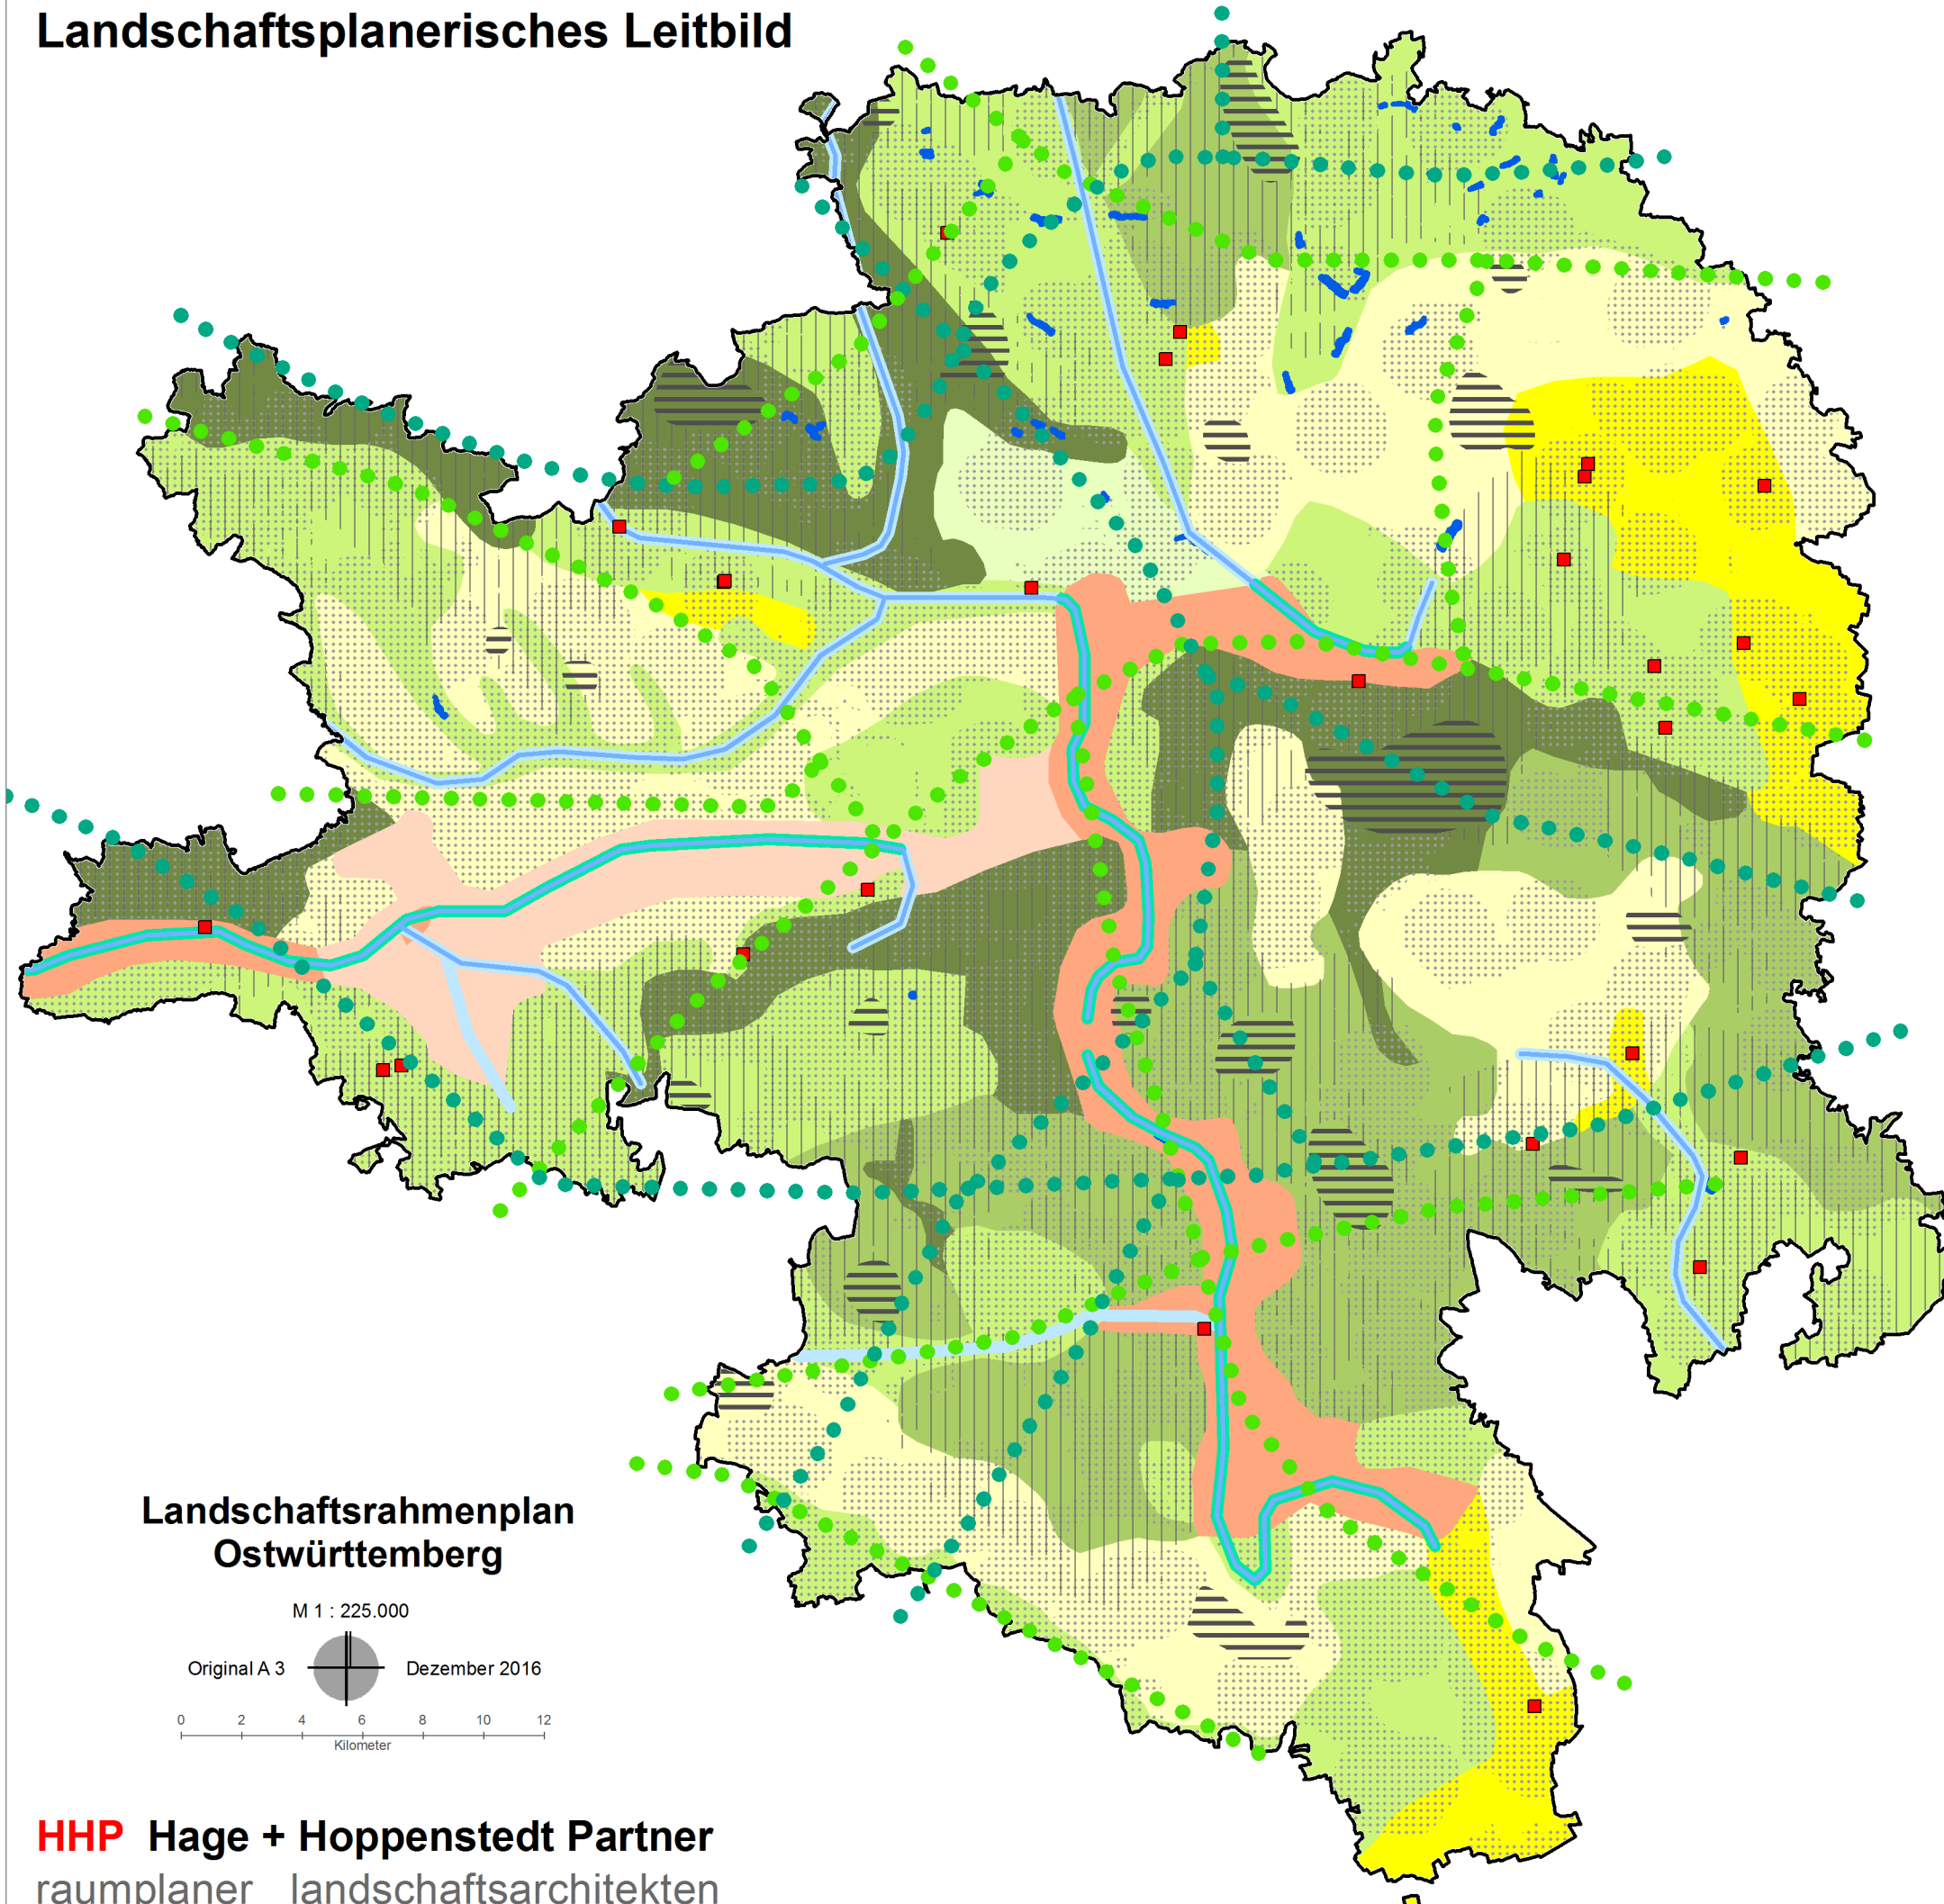 Landschaftsplanerisches Leitbild
Landschaftsrahmenplan
Ostwürttemberg
M 1 : 225.000
Original A 3
Dezember 2016
0 2 4 6 8 10 12
Kilometer
HHP Hage + Hoppenstedt Partner
raumplaner landschaftsarchitekten